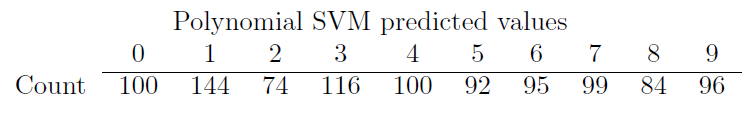 Polynomial SVM predicted values
0 1 2 3 4 5 6 7 8 9
Count 100 144 74 116 100 92 95 99 84 96